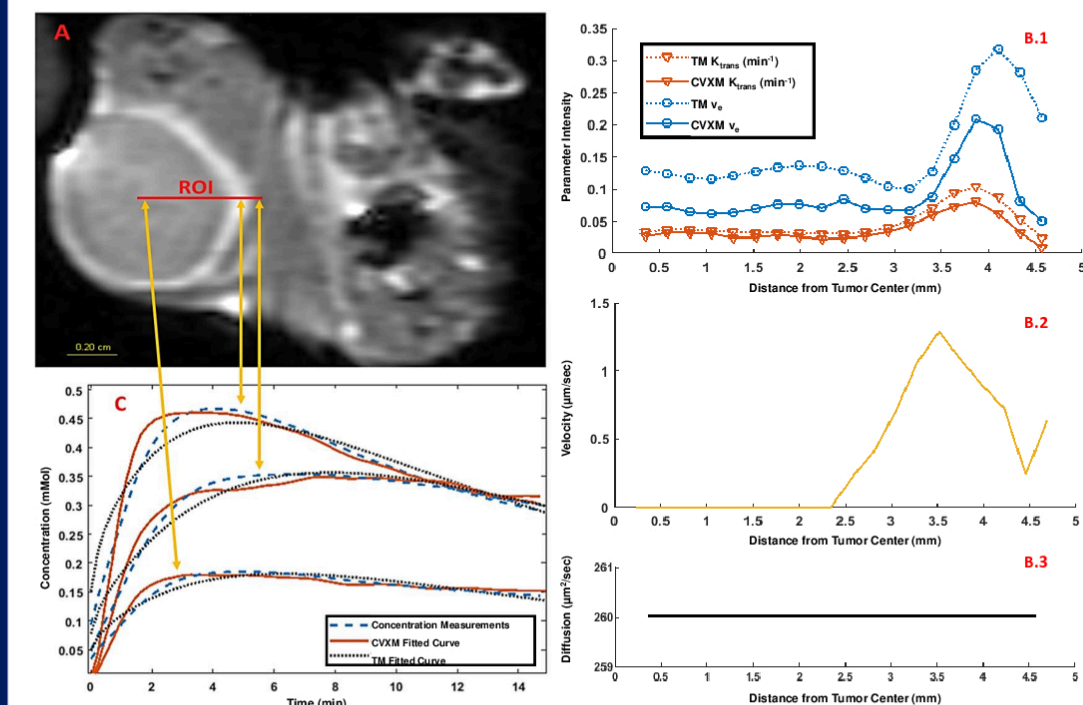 A
ROI
0.20 cm
C
0.5
0.45
0.4
0.35
0.3
0.25
0.2
0.15
0.1
0.05
Concentration (mMol)
Concentration Measurements
CVXM Fitted Curve
TM Fitted Curve
0 2 4 6 8 10 12 14
Time (min)
B.1
0.35
0.3
0.25
0.2
0.15
0.1
0.05
0
Parameter Intensity
TM Ktrans (min-1)
CVXM Ktrans (min-1)
TM ve
CVXM ve
0 0.5 1 1.5 2 2.5 3 3.5 4 4.5 5
Distance from Tumor Center (mm)
B.2
1.5
1
0.5
0
Velocity (µm/sec)
0 0.5 1 1.5 2 2.5 3 3.5 4 4.5 5
Distance from Tumor Center (mm)
B.3
261
260
259
Diffusion (µm²/sec)
0 0.5 1 1.5 2 2.5 3 3.5 4 4.5 5
Distance from Tumor Center (mm)